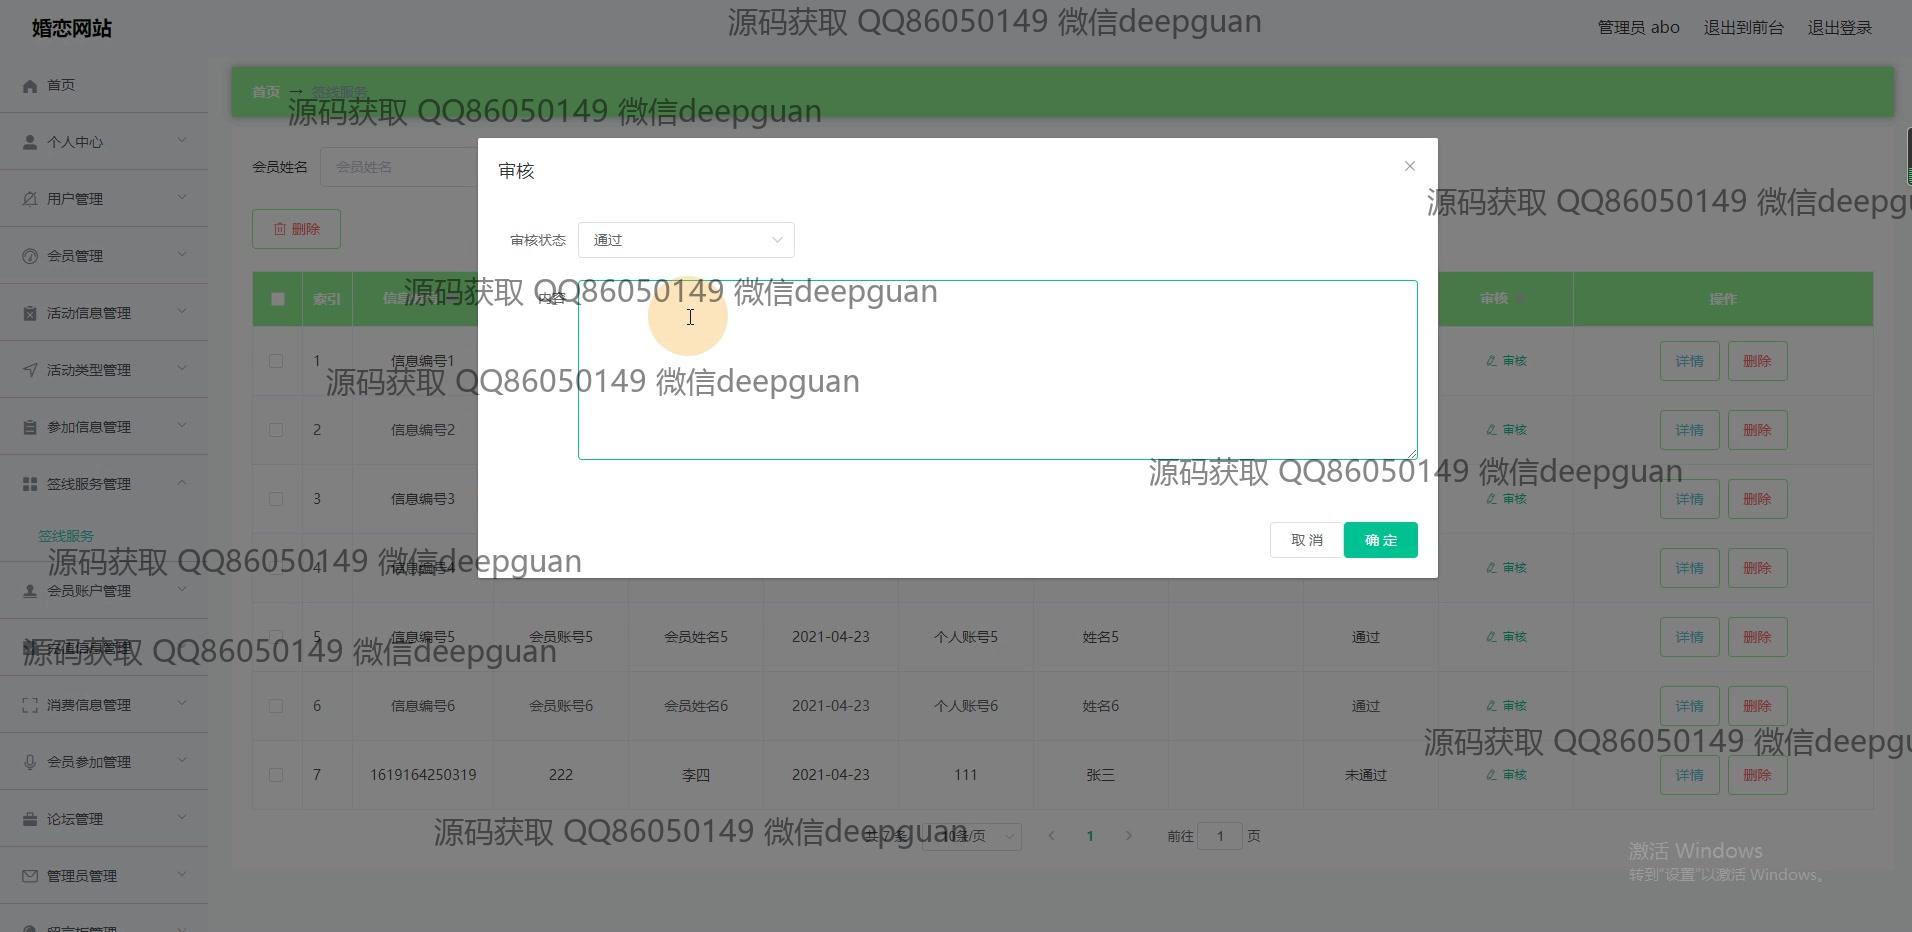 婚恋网站
源码获取 QQ86050149 微信deepguan
管理员 abo 退出到前台 退出登录
首页
首页 → 签线服务
源码获取 QQ86050149 微信deepguan
个人中心
会员姓名 会员姓名
审核
用户管理
源码获取 QQ86050149 微信deepgu
删除
审核状态 通过
会员管理
源码获取 QQ86050149 微信deepguan
索引 信息 内容 审核 操作
活动信息管理
1 信息编号1 审核 详情 删除
活动类型管理
源码获取 QQ86050149 微信deepguan
参加信息管理
2 信息编号2 审核 详情 删除
源码获取 QQ86050149 微信deepguan
签线服务管理
3 信息编号3 审核 详情 删除
签线服务
取消 确定
源码获取 QQ86050149 微信deepguan
4 信息编号4 审核 详情 删除
会员账户管理
5 信息编号5 会员账号5 会员姓名5 2021-04-23 个人账号5 姓名5 通过 审核 详情 删除
充值信息管理
源码获取 QQ86050149 微信deepguan
消费信息管理
6 信息编号6 会员账号6 会员姓名6 2021-04-23 个人账号6 姓名6 通过 审核 详情 删除
源码获取 QQ86050149 微信deepgu
会员参加管理
7 1619164250319 222 李四 2021-04-23 111 张三 未通过 审核 详情 删除
论坛管理
源码获取 QQ86050149 微信deepguan
共 7 条 10条/页 1 前往 1 页
激活 Windows
转到"设置"以激活 Windows。
管理员管理
留言板管理